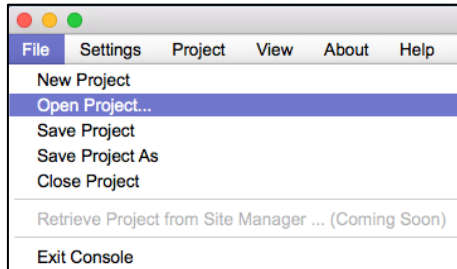 File Settings Project View About Help
New Project
Open Project...
Save Project
Save Project As
Close Project
Retrieve Project from Site Manager ... (Coming Soon)
Exit Console